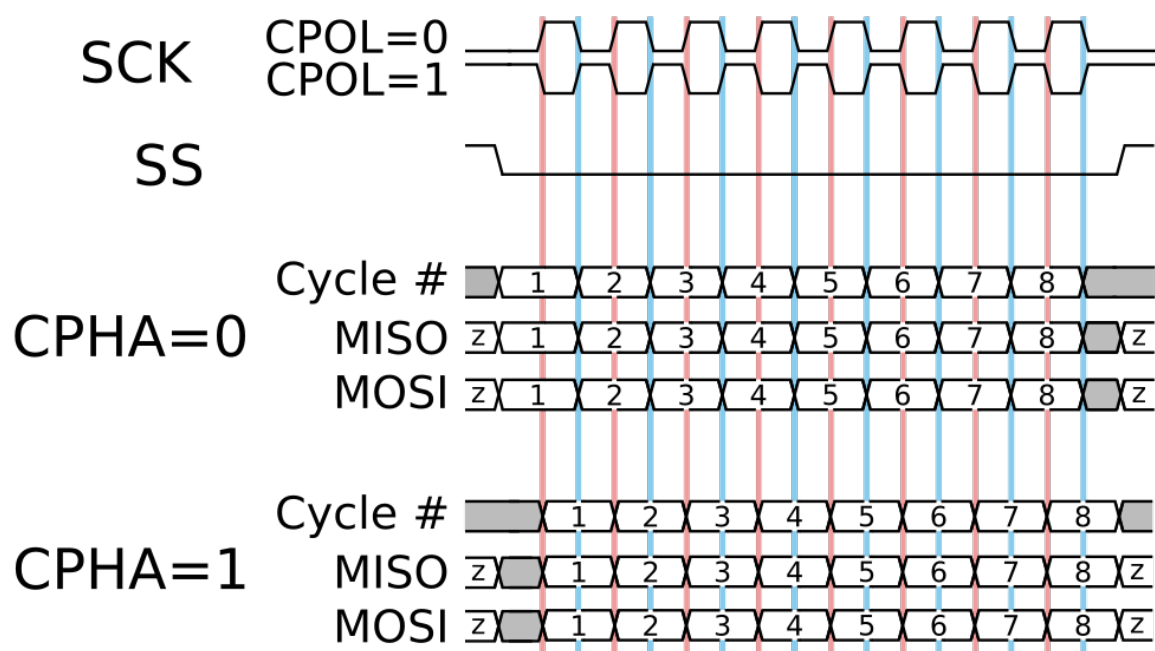 SCK CPOL=0
CPOL=1
SS
Cycle # 1 2 3 4 5 6 7 8
CPHA=0 MISO z 1 2 3 4 5 6 7 8 z
MOSI z 1 2 3 4 5 6 7 8 z
Cycle # 1 2 3 4 5 6 7 8
CPHA=1 MISO z 1 2 3 4 5 6 7 8 z
MOSI z 1 2 3 4 5 6 7 8 z